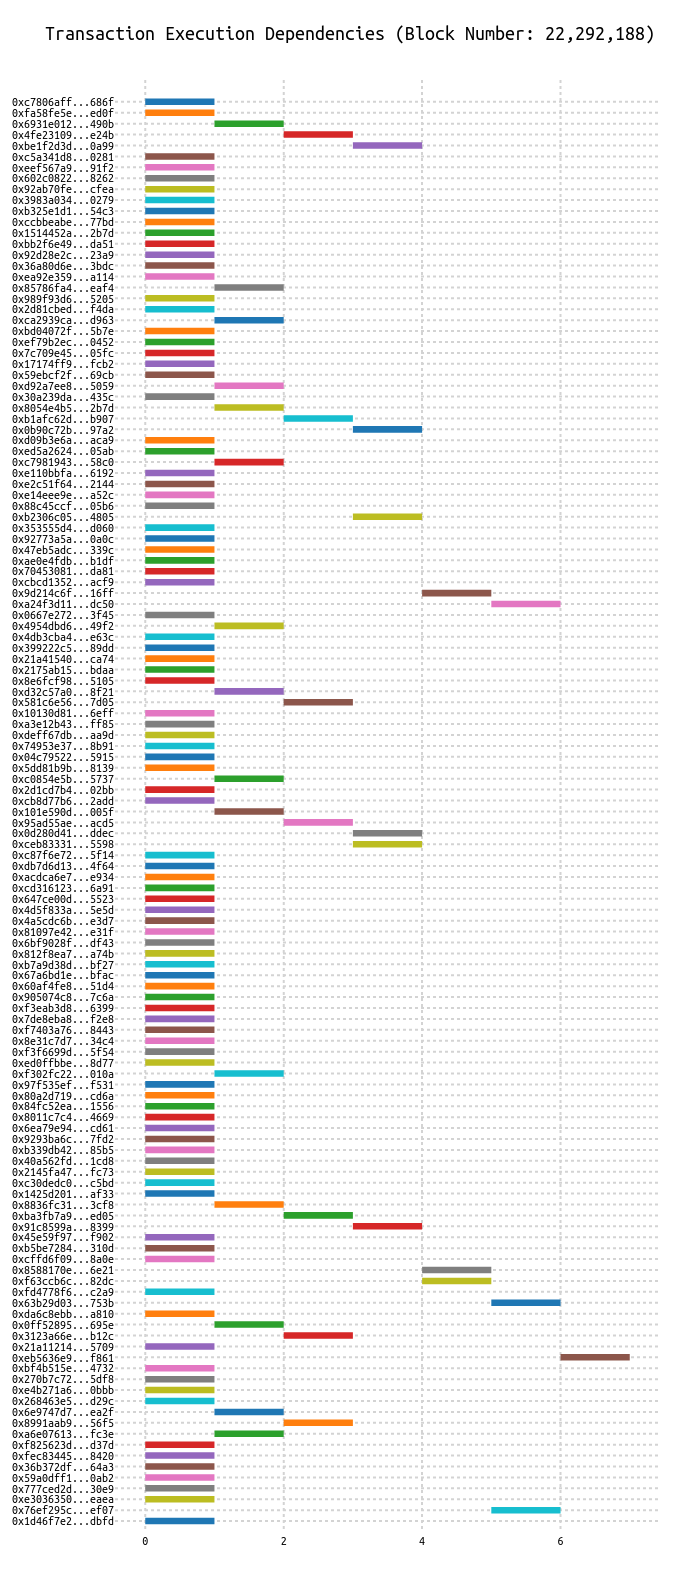 Transaction Execution Dependencies (Block Number: 22,292,188)
0xc7806aff...686f
0xfa58fe5e...ed0f
0x6931e012...490b
0x4fe23109...e24b
0xbe1f2d3d...0a99
0xc5a341d8...0281
0xeef567a9...91f2
0x602c0822...8262
0x92ab70fe...cfea
0x3983a034...0279
0xb325e1d1...54c3
0xccbbeabe...77bd
0x1514452a...2b7d
0xbb2f6e49...da51
0x92d28e2c...23a9
0x36a80d6e...3bdc
0xea92e359...a114
0x85786fa4...eaf4
0x989f93d6...5205
0x2d81cbed...f4da
0xca2939ca...d963
0xbd04072f...5b7e
0xef79b2ec...0452
0x7c709e45...05fc
0x17174ff9...fcb2
0x59ebcf2f...69cb
0xd92a7ee8...5059
0x30a239da...435c
0x8054e4b5...2b7d
0xb1afc62d...b907
0x0b90c72b...97a2
0xd09b3e6a...aca9
0xed5a2624...05ab
0xc7981943...58c0
0xe110bbfa...6192
0xe2c51f64...2144
0xe14eee9e...a52c
0x88c45ccf...05b6
0xb2306c05...4805
0x353555d4...d060
0x92773a5a...0a0c
0x47eb5adc...339c
0xae0e4fdb...b1df
0x70453081...da81
0xcbcd1352...acf9
0x9d214c6f...16ff
0xa24f3d11...dc50
0x0667e272...3f45
0x4954dbd6...49f2
0x4db3cba4...e63c
0x399222c5...89dd
0x21a41540...ca74
0x2175ab15...bdaa
0x8e6fcf98...5105
0xd32c57a0...8f21
0x581c6e56...7d05
0x10130d81...6eff
0xa3e12b43...ff85
0xdeff67db...aa9d
0x74953e37...8b91
0x04c79522...5915
0x5dd81b9b...8139
0xc0854e5b...5737
0x2d1cd7b4...02bb
0xcb8d77b6...2add
0x101e590d...005f
0x95ad55ae...acd5
0x0d280d41...ddec
0xceb83331...5598
0xc87f6e72...5f14
0xdb7d6d13...4f64
0xacdca6e7...e934
0xcd316123...6a91
0x647ce00d...5523
0x4d5f833a...5e5d
0x4a5cdc6b...e3d7
0x81097e42...e31f
0x6bf9028f...df43
0x812f8ea7...a74b
0xb7a9d38d...bf27
0x67a6bd1e...bfac
0x60af4fe8...51d4
0x905074c8...7c6a
0xf3eab3d8...6399
0x7de8eba8...f2e8
0xf7403a76...8443
0x8e31c7d7...34c4
0xf3f6699d...5f54
0xed0ffbbe...8d77
0xf302fc22...010a
0x97f535ef...f531
0x80a2d719...cd6a
0x84fc52ea...1556
0x8011c7c4...4669
0x6ea79e94...cd61
0x9293ba6c...7fd2
0xb339db42...85b5
0x40a562fd...1cd8
0x2145fa47...fc73
0xc30dedc0...c5bd
0x1425d201...af33
0x8836fc31...3cf8
0xba3fb7a9...ed05
0x91c8599a...8399
0x45e59f97...f902
0xb5be7284...310d
0xcffd6f09...8a0e
0x8588170e...6e21
0xf63ccb6c...82dc
0xfd4778f6...c2a9
0x63b29d03...753b
0xda6c8ebb...a810
0x0ff52895...695e
0x3123a66e...b12c
0x21a11214...5709
0xeb5636e9...f861
0xbf4b515e...4732
0x270b7c72...5df8
0xe4b271a6...0bbb
0x268463e5...d29c
0x6e9747d7...ea2f
0x8991aab9...56f5
0xa6e07613...fc3e
0xf825623d...d37d
0xfec83445...8420
0x36b372df...64a3
0x59a0dff1...0ab2
0x777ced2d...30e9
0xe3036350...eaea
0x76ef295c...ef07
0x1d46f7e2...dbfd
0 2 4 6